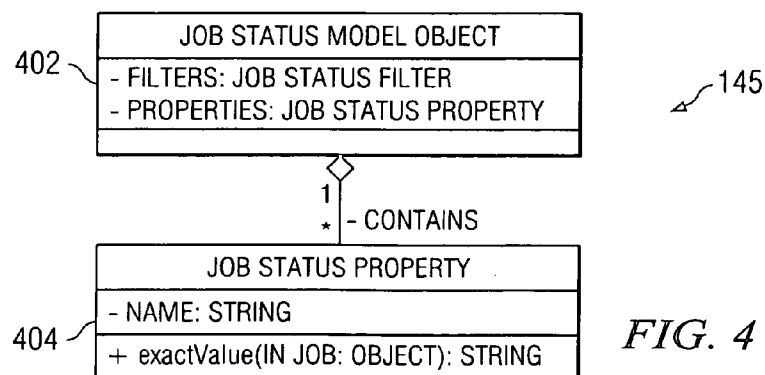 JOB STATUS MODEL OBJECT
402
- FILTERS: JOB STATUS FILTER
- PROPERTIES: JOB STATUS PROPERTY
145
1
* - CONTAINS
JOB STATUS PROPERTY
- NAME: STRING
404
+ exactValue(IN JOB: OBJECT): STRING
FIG. 4